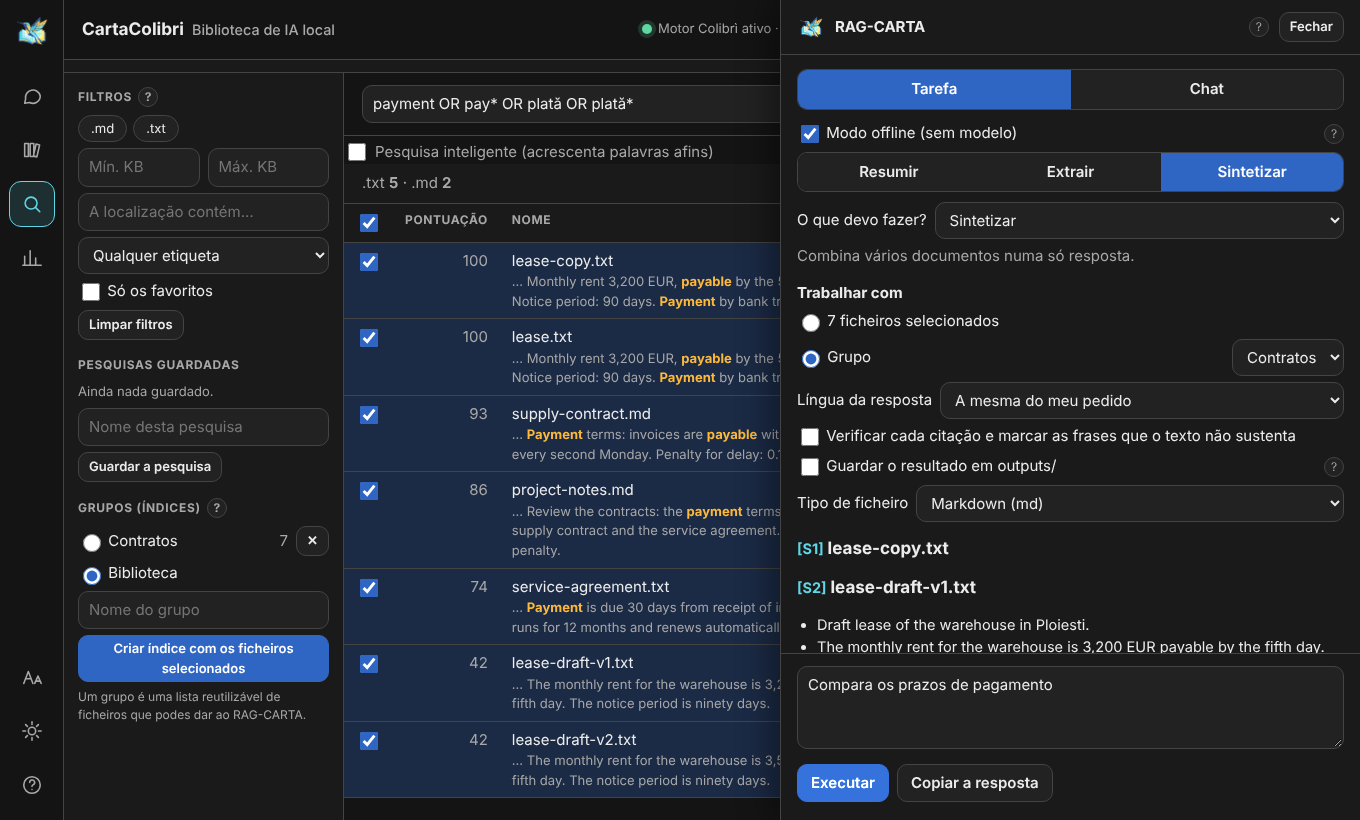 CartaColibri Biblioteca de IA local
Motor Colibrì ativo ·
FILTROS ?
.md .txt
Mín. KB Máx. KB
A localização contém…
Qualquer etiqueta
Só os favoritos
Limpar filtros
PESQUISAS GUARDADAS
Ainda nada guardado.
Nome desta pesquisa
Guardar a pesquisa
GRUPOS (ÍNDICES) ?
Contratos 7 ×
Biblioteca
Nome do grupo
Criar índice com os ficheiros
selecionados
Um grupo é uma lista reutilizável de
ficheiros que podes dar ao RAG-CARTA.
payment OR pay* OR plată OR plată*
Pesquisa inteligente (acrescenta palavras afins)
.txt 5 · .md 2
PONTUAÇÃO NOME
100 lease-copy.txt
... Monthly rent 3,200 EUR, payable by the
Notice period: 90 days. Payment by bank
100 lease.txt
... Monthly rent 3,200 EUR, payable by the
Notice period: 90 days. Payment by bank
93 supply-contract.md
... Payment terms: invoices are payable
every second Monday. Penalty for delay:
86 project-notes.md
... Review the contracts: the payment terms
supply contract and the service agreement.
penalty.
74 service-agreement.txt
... Payment is due 30 days from receipt of
runs for 12 months and renews
42 lease-draft-v1.txt
... The monthly rent for the warehouse is
fifth day. The notice period is ninety days.
42 lease-draft-v2.txt
... The monthly rent for the warehouse is
fifth day. The notice period is ninety days.
RAG-CARTA ? Fechar
Tarefa Chat
Modo offline (sem modelo) ?
Resumir Extrair Sintetizar
O que devo fazer? Sintetizar
Combina vários documentos numa só resposta.
Trabalhar com
7 ficheiros selecionados
Grupo Contratos
Língua da resposta A mesma do meu pedido
Verificar cada citação e marcar as frases que o texto não sustenta
Guardar o resultado em outputs/ ?
Tipo de ficheiro Markdown (md)
[S1] lease-copy.txt
[S2] lease-draft-v1.txt
• Draft lease of the warehouse in Ploiesti.
• The monthly rent for the warehouse is 3,200 EUR payable by the fifth day.
Compara os prazos de pagamento
Executar Copiar a resposta